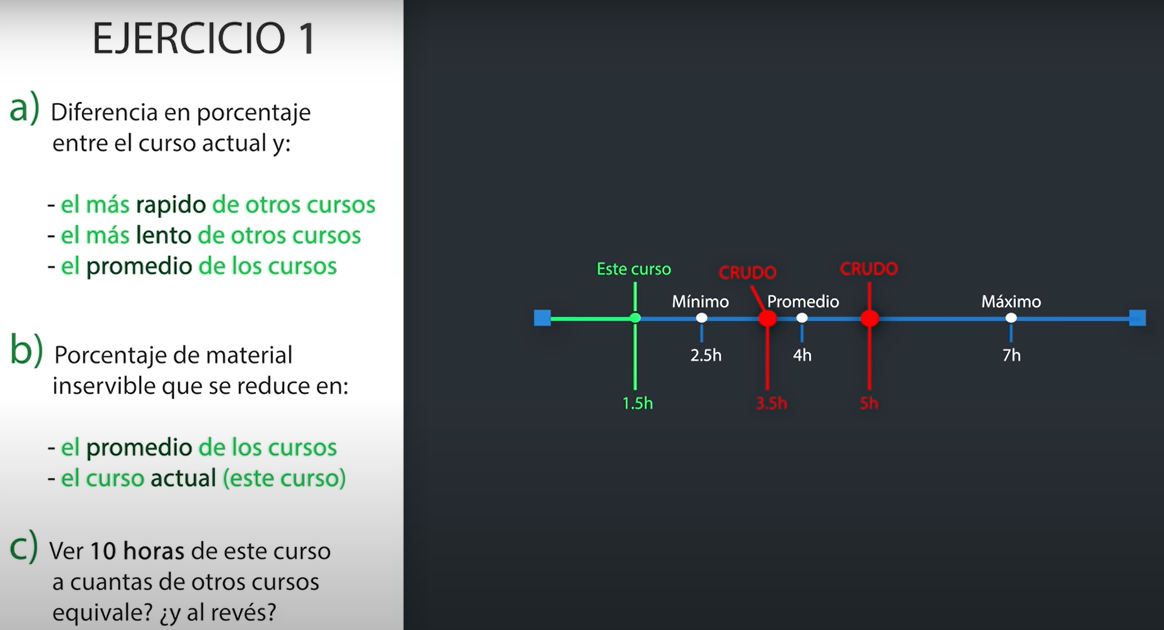 EJERCICIO 1
a) Diferencia en porcentaje
entre el curso actual y:
- el más rapido de otros cursos
- el más lento de otros cursos
- el promedio de los cursos
b) Porcentaje de material
inservible que se reduce en:
- el promedio de los cursos
- el curso actual (este curso)
c) Ver 10 horas de este curso
a cuantas de otros cursos
equivale? ¿y al revés?
Este curso
CRUDO
CRUDO
Mínimo
Promedio
Máximo
2.5h
4h
7h
1.5h
3.5h
5h